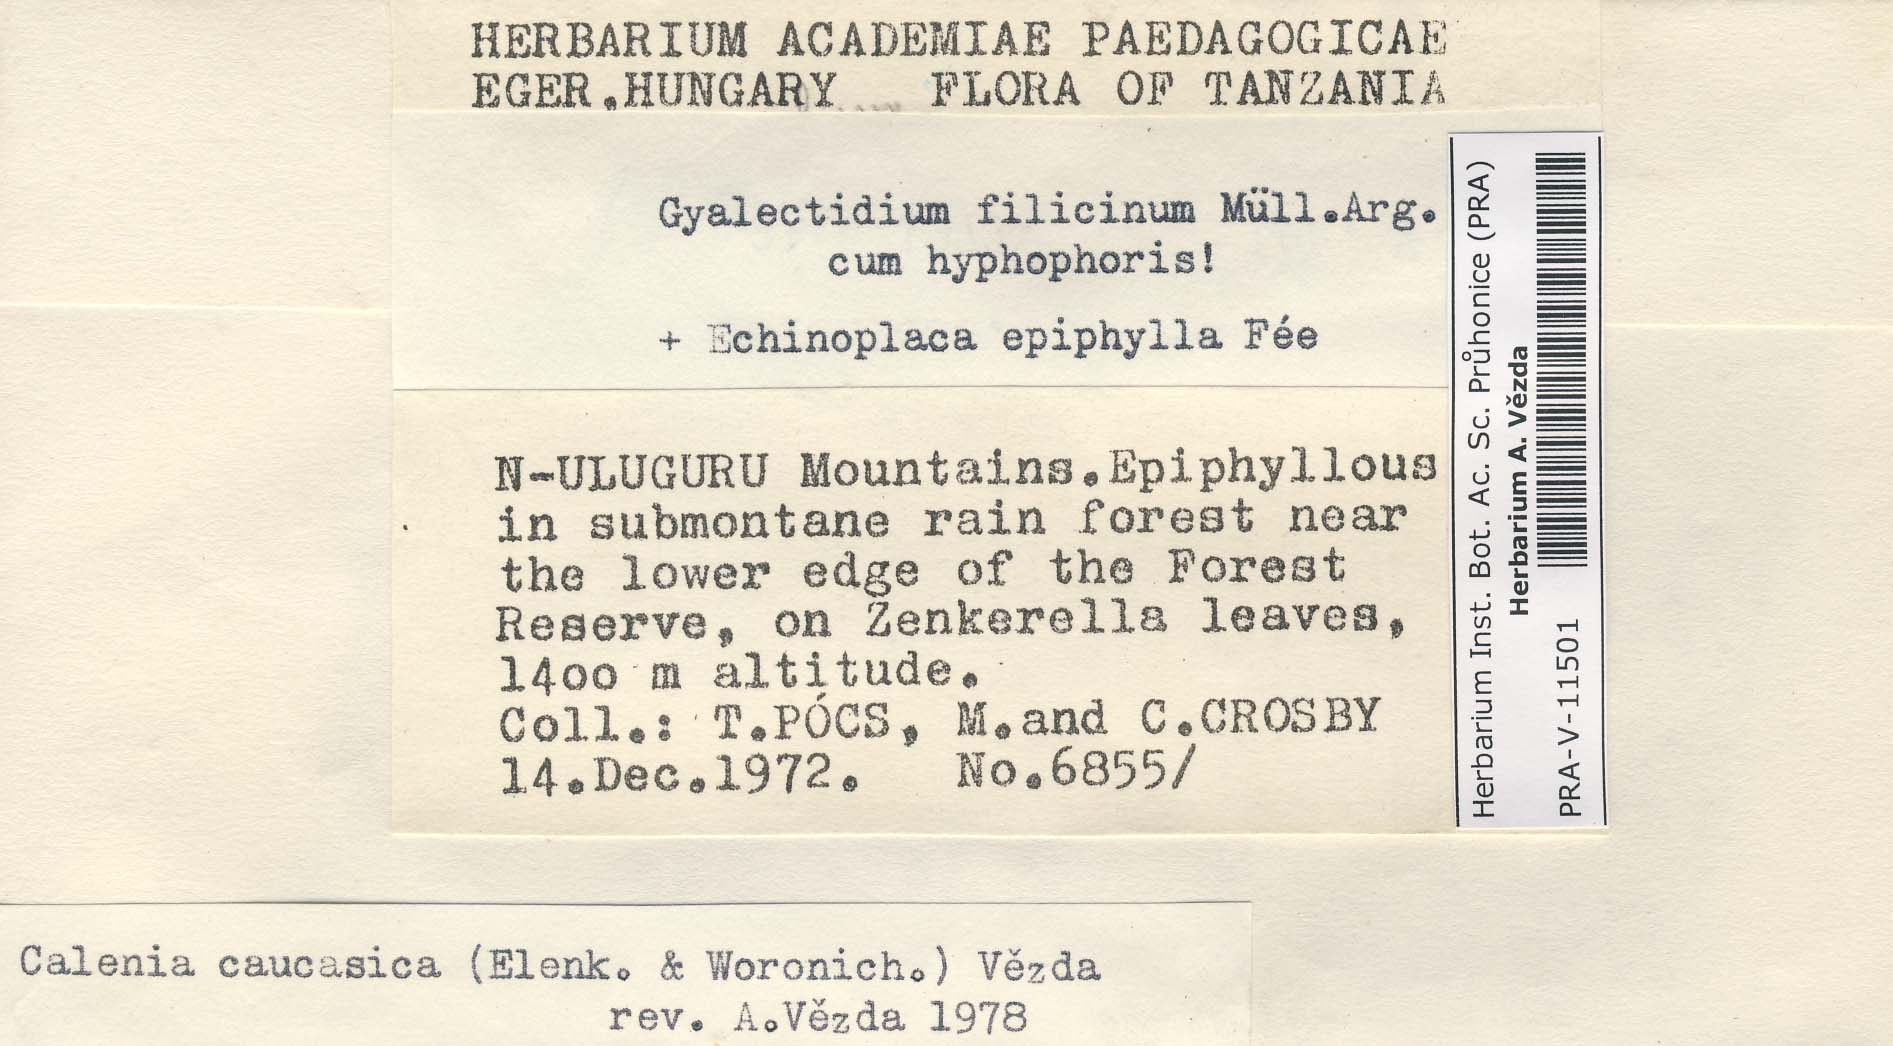 HERBARIUM ACADEMIAE PAEDAGOGICAE
EGER.HUNGARY FLORA OF TANZANIA
Gyalectidium filicinum Müll.Arg.
cum hyphophoris!
+ Echinoplaca epiphylla Fée
N-ULUGURU Mountains.Epiphyllous
in submontane rain forest near
the lower edge of the Forest
Reserve, on Zenkerella leaves,
1400 m altitude.
Coll.: T.PÓCS, M.and C.CROSBY
14.Dec.1972. No.6855/
Herbarium Inst. Bot. Ac. Sc. Průhonice (PRA)
Herbarium A. Vězda
PRA-V-11501
Calenia caucasica (Elenk. & Woronich.) Vězda
rev. A.Vězda 1978